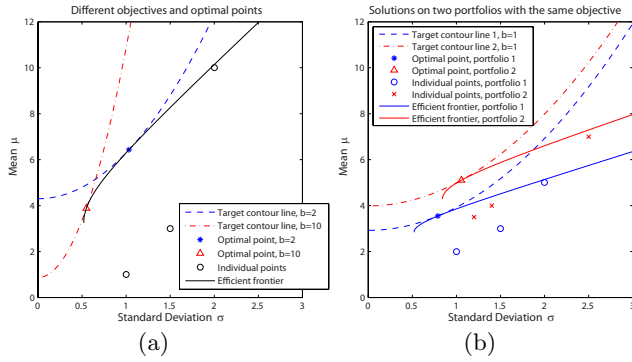 Different objectives and optimal points
12
10
8
6
4
2
0
Mean μ
0
0.5
1
1.5
2
2.5
3
Standard Deviation σ
Target contour line, b=2
Target contour line, b=10
Optimal point, b=2
Optimal point, b=10
Individual points
Efficient frontier
(a)
Solutions on two portfolios with the same objective
12
10
8
6
4
2
0
Mean μ
0
0.5
1
1.5
2
2.5
3
Standard Deviation σ
Target contour line 1, b=1
Target contour line 2, b=1
Optimal point, portfolio 1
Optimal point, portfolio 2
Individual points, portfolio 1
Individual points, portfolio 2
Efficient frontier, portfolio 1
Efficient frontier, portfolio 2
(b)